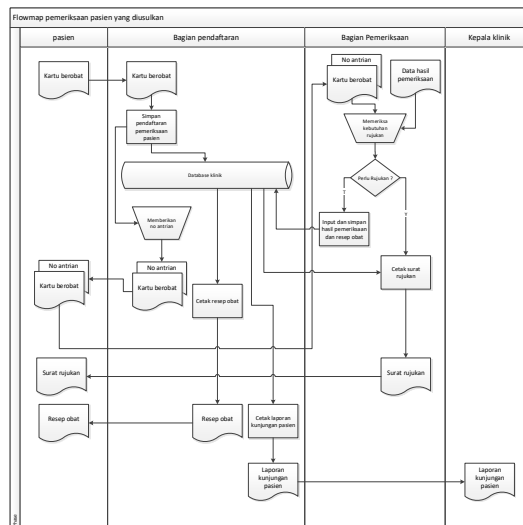 Flowmap pemeriksaan pasien yang diusulkan
pasien
Bagian pendaftaran
Bagian Pemeriksaan
Kepala klinik
Kartu berobat
Kartu berobat
No antrian
Kartu berobat
Data hasil
pemeriksaan
Simpan
pendaftaran
pemeriksaan
pasien
Memeriksa
kebutuhan
rujukan
Database klinik
Perlu Rujukan ?
T
Y
Memberikan
no antrian
Input dan simpan
hasil pemeriksaan
dan resep obat
No antrian
Kartu berobat
No antrian
Kartu berobat
Cetak resep obat
Cetak surat
rujukan
Surat rujukan
Surat rujukan
Resep obat
Resep obat
Cetak laporan
kunjungan pasien
Laporan
kunjungan
pasien
Laporan
kunjungan
pasien